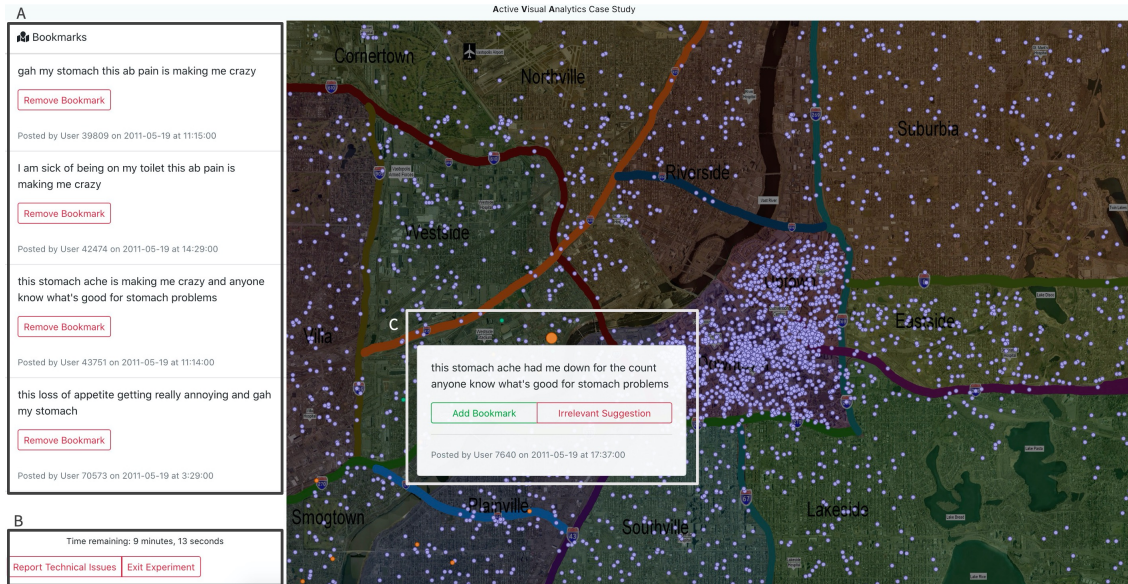 Active Visual Analytics Case Study
A
Bookmarks
gah my stomach this ab pain is making me crazy
Remove Bookmark
Posted by User 39809 on 2011-05-19 at 11:15:00
I am sick of being on my toilet this ab pain is
making me crazy
Remove Bookmark
Posted by User 42474 on 2011-05-19 at 14:29:00
this stomach ache is making me crazy and anyone
know what's good for stomach problems
Remove Bookmark
Posted by User 43751 on 2011-05-19 at 11:14:00
this loss of appetite getting really annoying and gah
my stomach
Remove Bookmark
Posted by User 70573 on 2011-05-19 at 3:29:00
B
Time remaining: 9 minutes, 13 seconds
Report Technical Issues
Exit Experiment
Cornertown
Northville
Suburbia
Riverside
Westside
Villa
Eastside
C
this stomach ache had me down for the count
anyone know what's good for stomach problems
Add Bookmark
Irrelevant Suggestion
Posted by User 7640 on 2011-05-19 at 17:37:00
Smogtown
Plainville
Southville
Lakeside